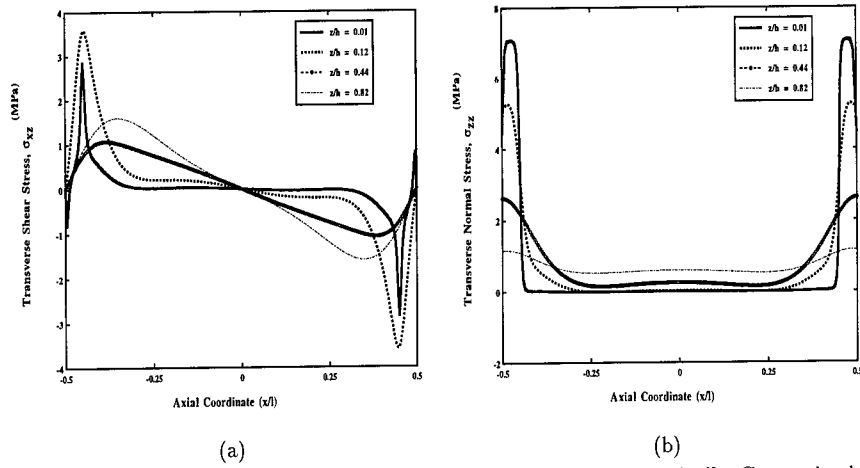 4
3
2
1
0
-1
-2
-3
-4
Transverse Shear Stress, σxz (MPa)
z/h = 0.01
z/h = 0.12
z/h = 0.44
z/h = 0.82
-0.5
-0.25
0
0.25
0.5
Axial Coordinate (x/l)
(a)
8
6
4
2
0
-2
Transverse Normal Stress, σzz (MPa)
z/h = 0.01
z/h = 0.12
z/h = 0.44
z/h = 0.82
-0.5
-0.25
0
0.25
0.5
Axial Coordinate (x/l)
(b)